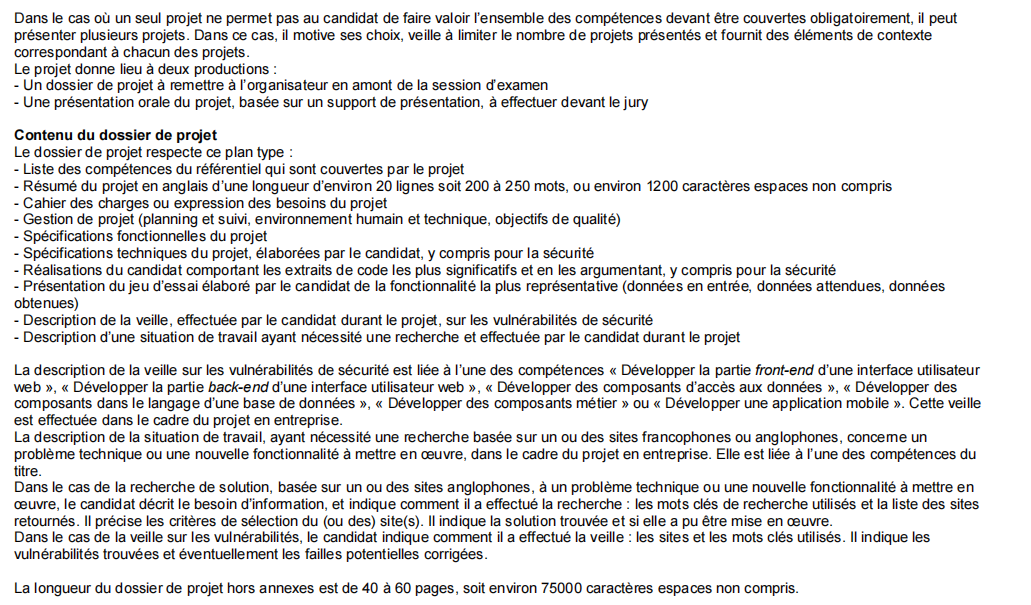 Dans le cas où un seul projet ne permet pas au candidat de faire valoir l'ensemble des compétences devant être couvertes obligatoirement, il peut
présenter plusieurs projets. Dans ce cas, il motive ses choix, veille à limiter le nombre de projets présentés et fournit des éléments de contexte
correspondant à chacun des projets.
Le projet donne lieu à deux productions :
- Un dossier de projet à remettre à l'organisateur en amont de la session d'examen
- Une présentation orale du projet, basée sur un support de présentation, à effectuer devant le jury
Contenu du dossier de projet
Le dossier de projet respecte ce plan type :
- Liste des compétences du référentiel qui sont couvertes par le projet
- Résumé du projet en anglais d'une longueur d'environ 20 lignes soit 200 à 250 mots, ou environ 1200 caractères espaces non compris
- Cahier des charges ou expression des besoins du projet
- Gestion de projet (planning et suivi, environnement humain et technique, objectifs de qualité)
- Spécifications fonctionnelles du projet
- Spécifications techniques du projet, élaborées par le candidat, y compris pour la sécurité
- Réalisations du candidat comportant les extraits de code les plus significatifs et en les argumentant, y compris pour la sécurité
- Présentation du jeu d'essai élaboré par le candidat de la fonctionnalité la plus représentative (données en entrée, données attendues, données
obtenues)
- Description de la veille, effectuée par le candidat durant le projet, sur les vulnérabilités de sécurité
- Description d'une situation de travail ayant nécessité une recherche et effectuée par le candidat durant le projet
La description de la veille sur les vulnérabilités de sécurité est liée à l'une des compétences « Développer la partie front-end d'une interface utilisateur
web », « Développer la partie back-end d'une interface utilisateur web », « Développer des composants d'accès aux données », « Développer des
composants dans le langage d'une base de données », « Développer des composants métier » ou « Développer une application mobile ». Cette veille
est effectuée dans le cadre du projet en entreprise.
La description de la situation de travail, ayant nécessité une recherche basée sur un ou des sites francophones ou anglophones, concerne un
problème technique ou une nouvelle fonctionnalité à mettre en œuvre, dans le cadre du projet en entreprise. Elle est liée à l'une des compétences du
titre.
Dans le cas de la recherche de solution, basée sur un ou des sites anglophones, à un problème technique ou une nouvelle fonctionnalité à mettre en
œuvre, le candidat décrit le besoin d'information, et indique comment il a effectué la recherche : les mots clés de recherche utilisés et la liste des sites
retournés. Il précise les critères de sélection du (ou des) site(s). Il indique la solution trouvée et si elle a pu être mise en œuvre.
Dans le cas de la veille sur les vulnérabilités, le candidat indique comment il a effectué la veille : les sites et les mots clés utilisés. Il indique les
vulnérabilités trouvées et éventuellement les failles potentielles corrigées.
La longueur du dossier de projet hors annexes est de 40 à 60 pages, soit environ 75000 caractères espaces non compris.